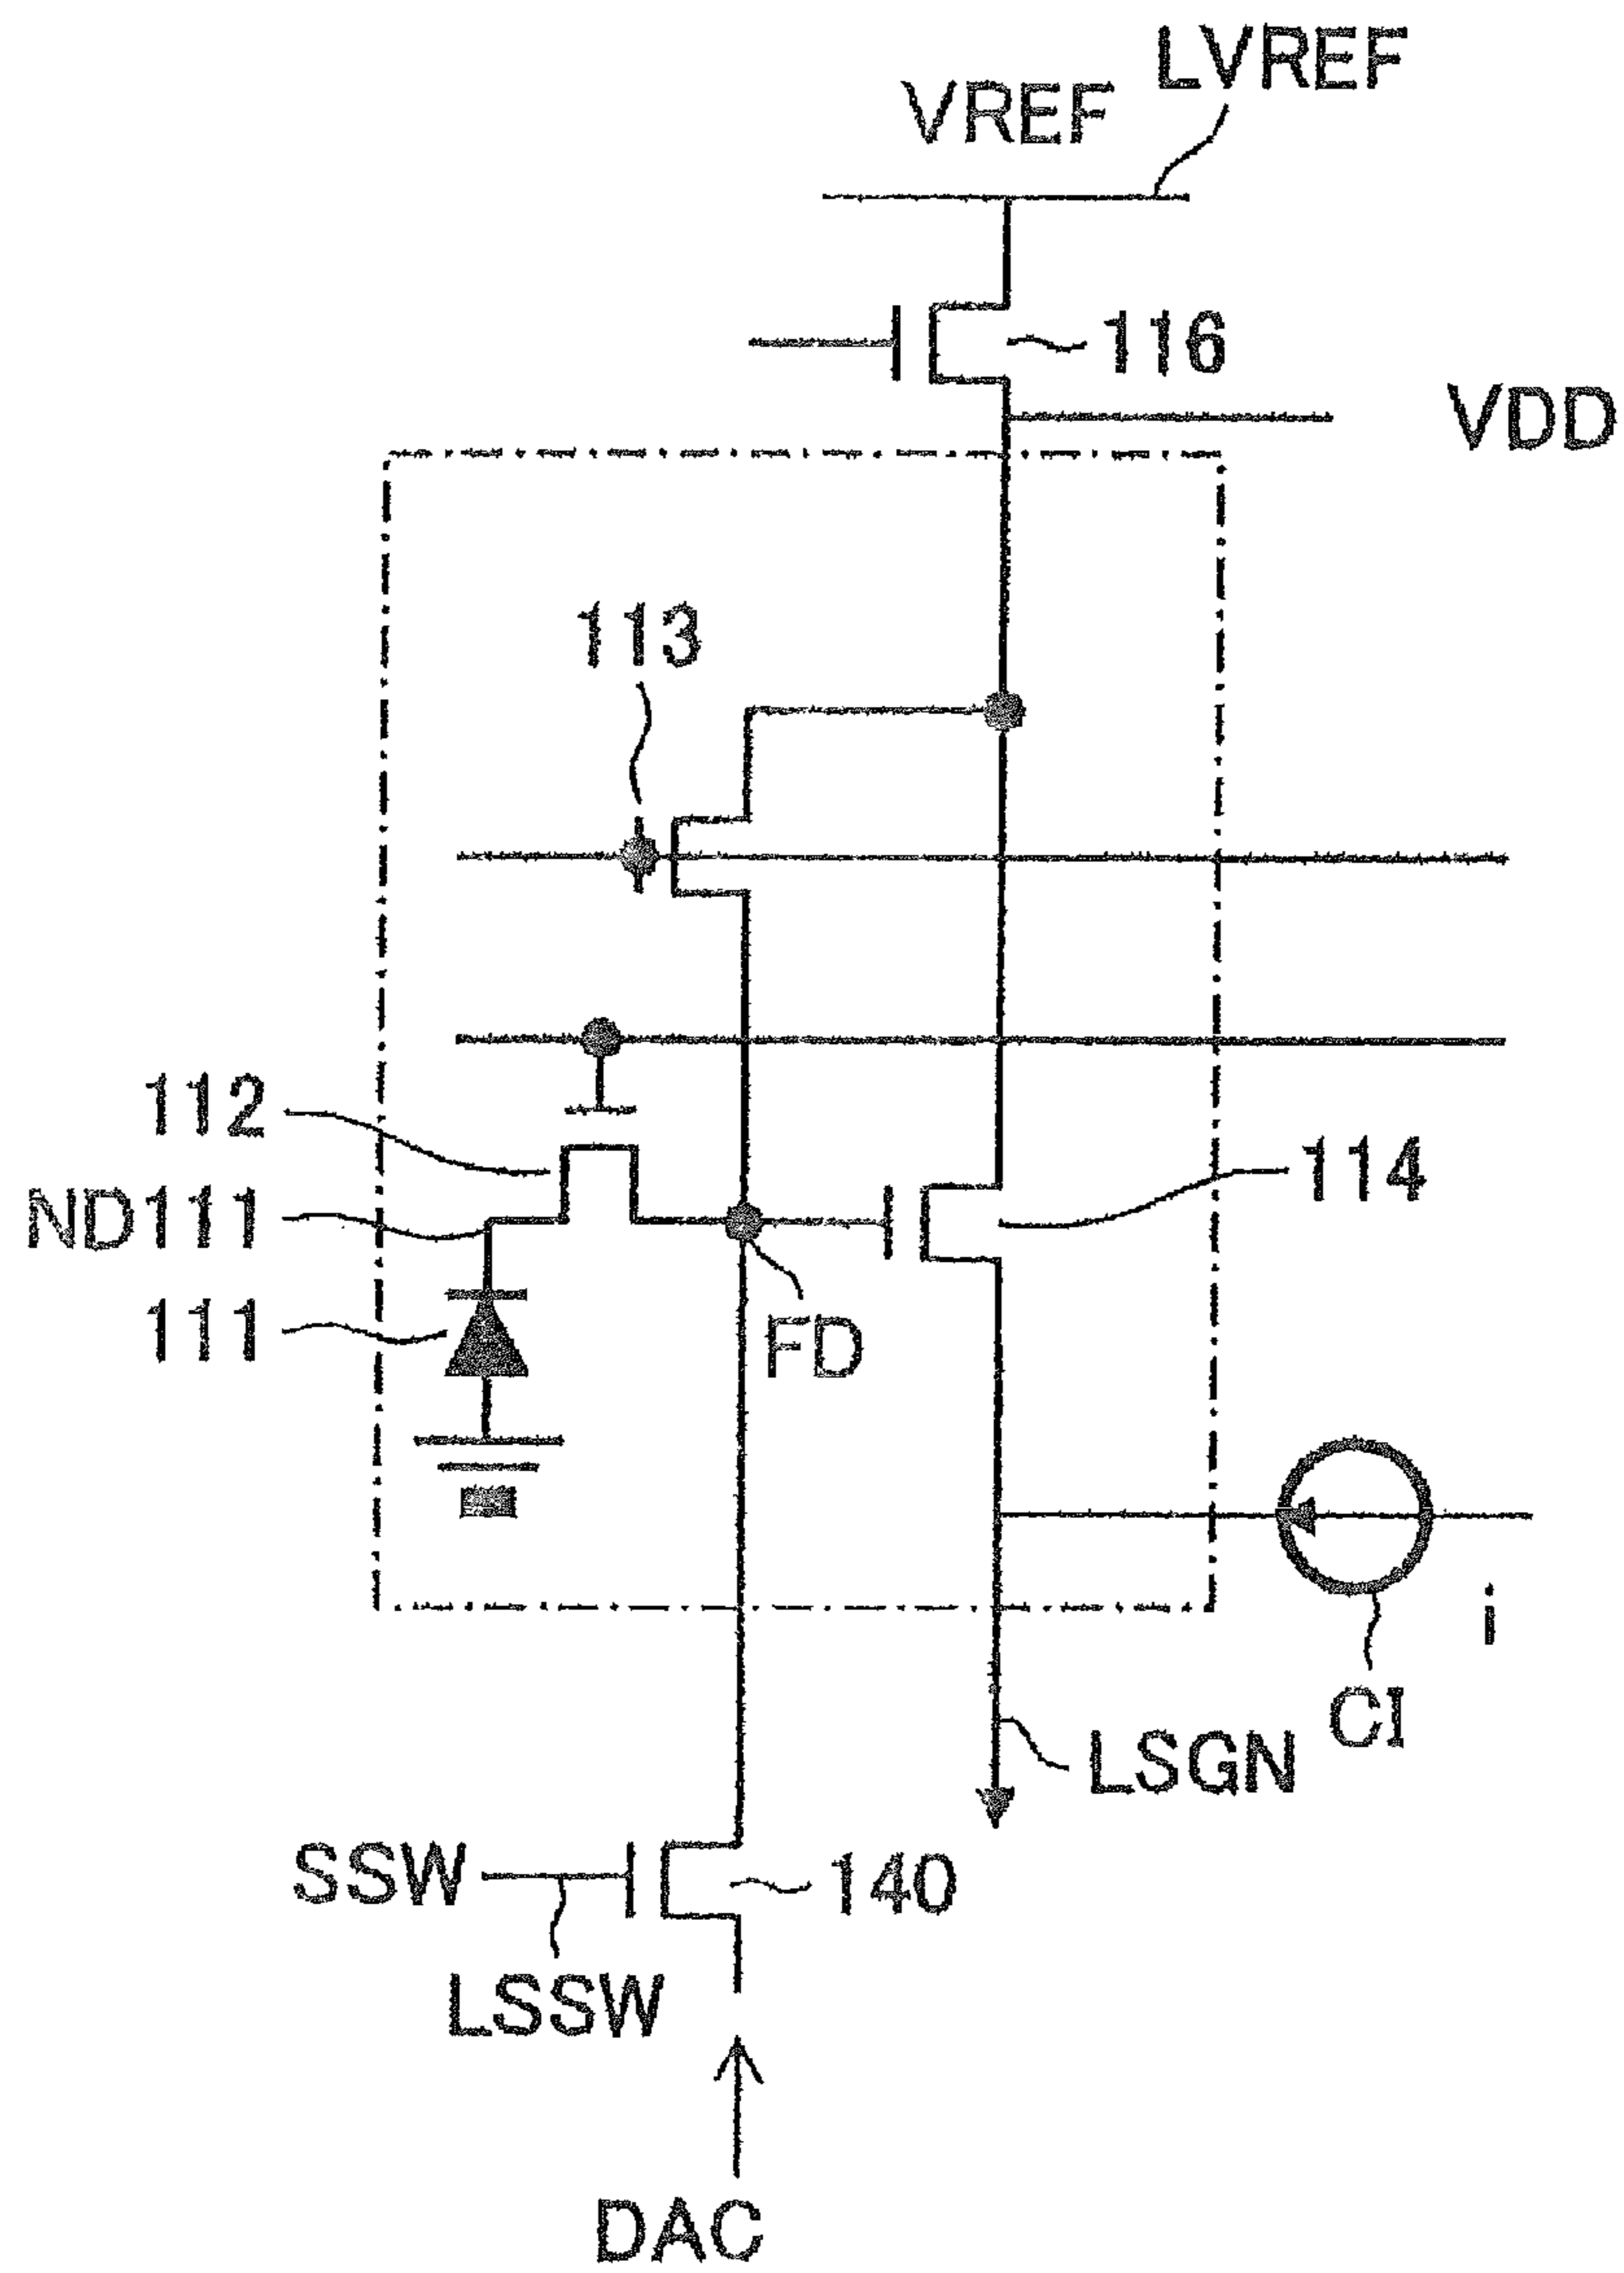 LVREF
VREF
116
VDD
113
112
114
ND111
111
FD
i
CI
LSGN
SSW
140
LSSW
DAC